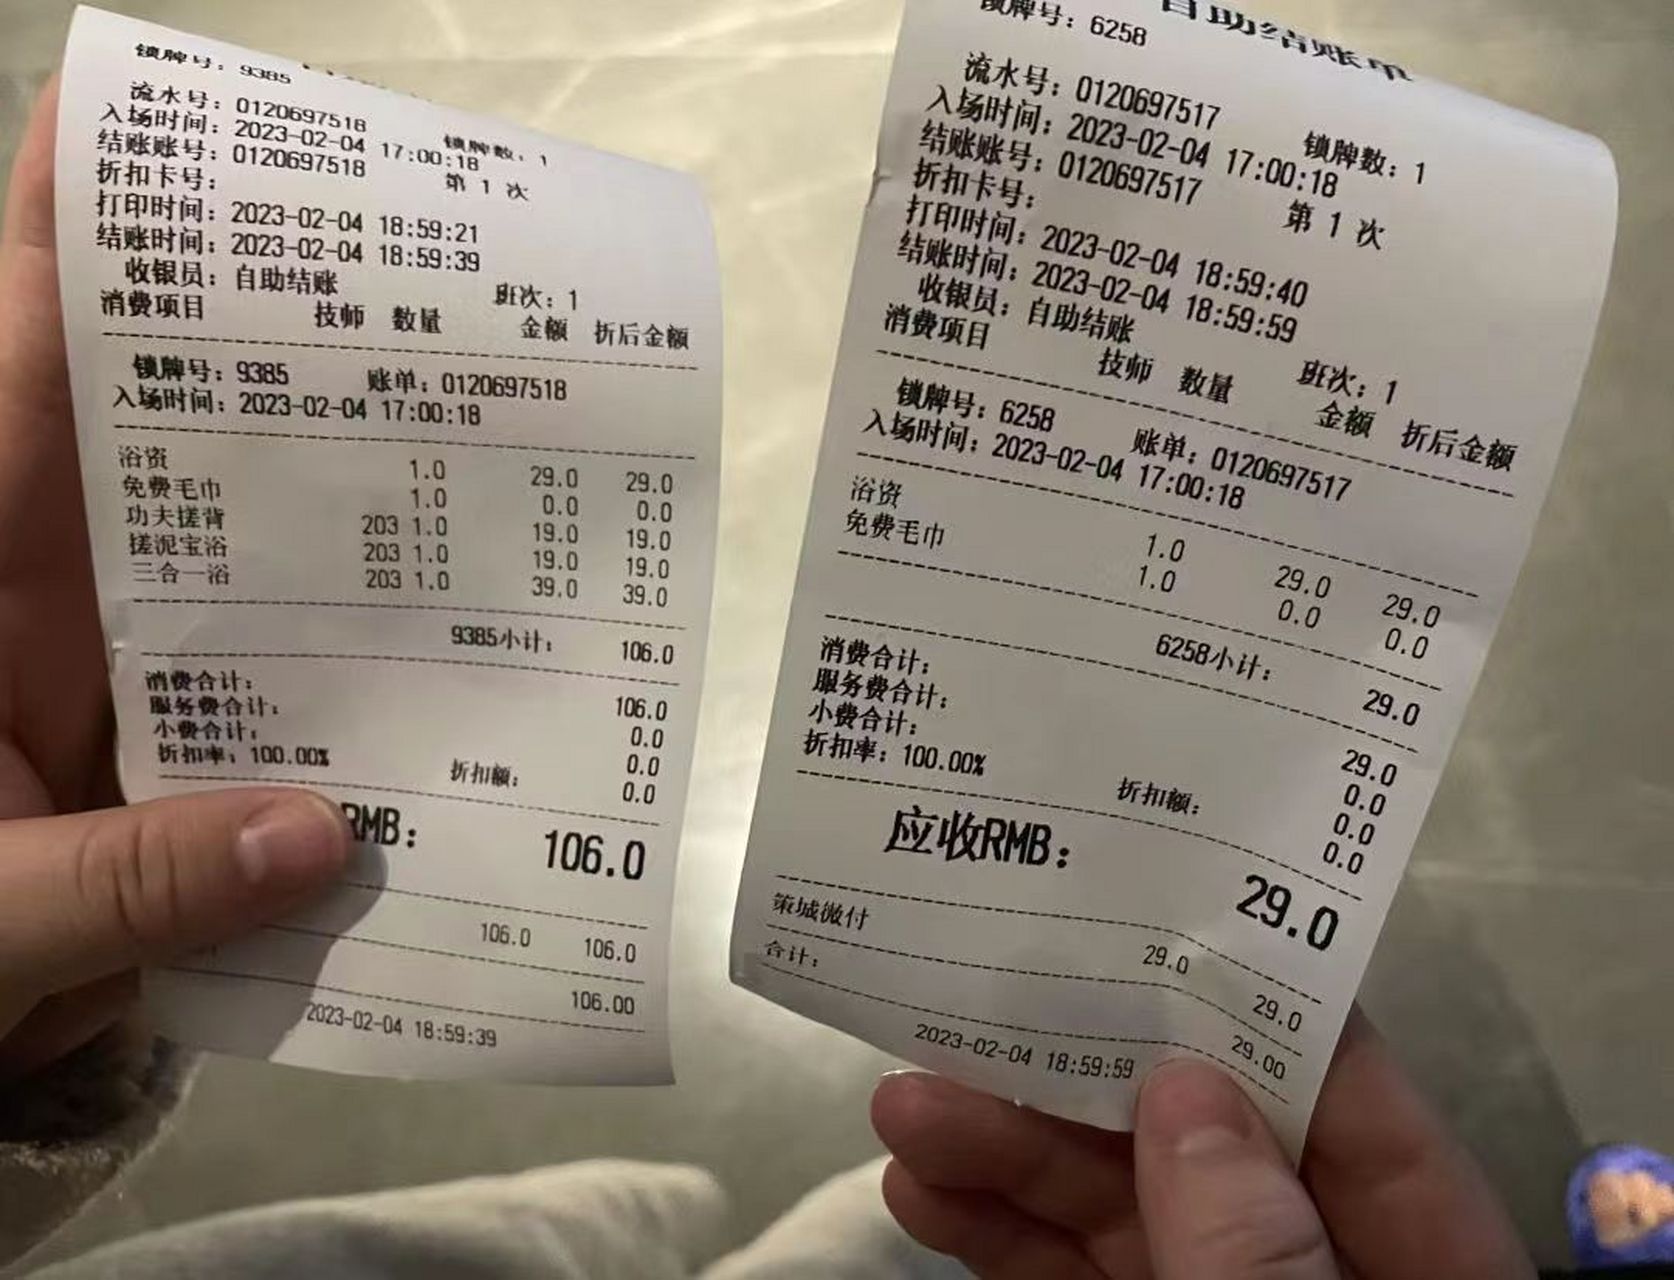 锁牌号：9385
流水号：0120697518 锁牌数：1
入场时间：2023-02-04 17:00:18
结账账号：0120697518 第 1 次
折扣卡号：
打印时间：2023-02-04 18:59:21
结账时间：2023-02-04 18:59:39
收银员：自助结账 班次：1
消费项目 技师 数量 金额 折后金额
锁牌号：9385 账单：0120697518
入场时间：2023-02-04 17:00:18
浴资 1.0 29.0 29.0
免费毛巾 1.0 0.0 0.0
功夫搓背 203 1.0 19.0 19.0
搓泥宝浴 203 1.0 19.0 19.0
三合一浴 203 1.0 39.0 39.0
9385小计： 106.0
消费合计： 106.0
服务费合计： 0.0
小费合计： 0.0
折扣率：100.00% 折扣额： 0.0
RMB： 106.0
106.0 106.0
106.00
2023-02-04 18:59:39
自助结账单
锁牌号：6258
流水号：0120697517 锁牌数：1
入场时间：2023-02-04 17:00:18
结账账号：0120697517 第 1 次
折扣卡号：
打印时间：2023-02-04 18:59:40
结账时间：2023-02-04 18:59:59
收银员：自助结账 班次：1
消费项目 技师 数量 金额 折后金额
锁牌号：6258 账单：0120697517
入场时间：2023-02-04 17:00:18
浴资 1.0 29.0 29.0
免费毛巾 1.0 0.0 0.0
6258小计： 29.0
消费合计： 29.0
服务费合计： 0.0
小费合计： 0.0
折扣率：100.00% 折扣额： 0.0
应收RMB： 29.0
策城微付 29.0 29.0
合计： 29.00
2023-02-04 18:59:59